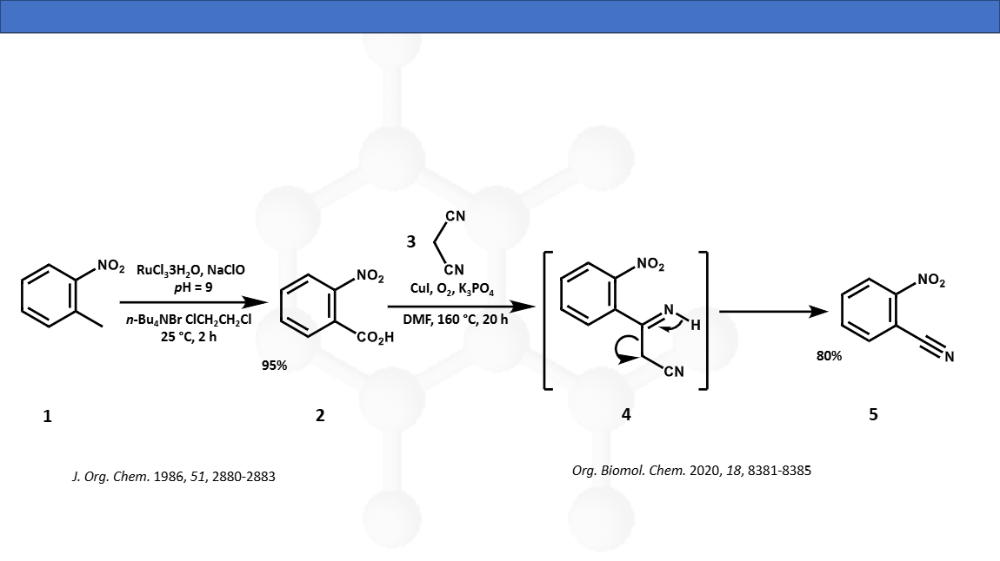 CN
3
CN
NO2
RuCl33H2O, NaClO
pH = 9
n-Bu4NBr ClCH2CH2Cl
25 °C, 2 h
NO2
CO2H
95%
CuI, O2, K3PO4
DMF, 160 °C, 20 h
NO2
N
H
CN
NO2
N
80%
1
2
4
5
J. Org. Chem. 1986, 51, 2880-2883
Org. Biomol. Chem. 2020, 18, 8381-8385